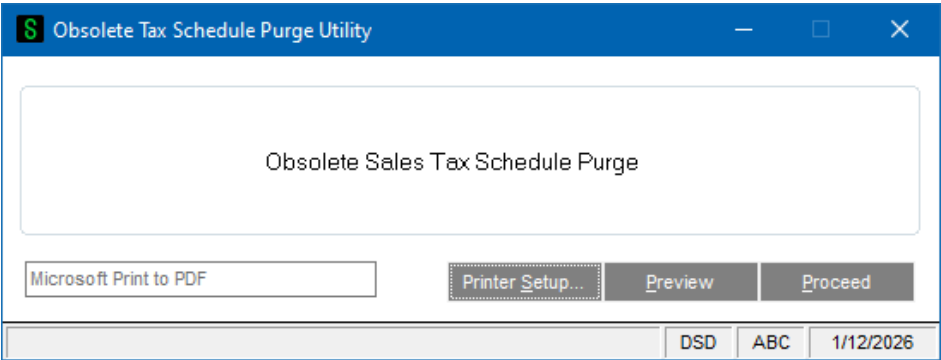 S Obsolete Tax Schedule Purge Utility
Obsolete Sales Tax Schedule Purge
Microsoft Print to PDF Printer Setup... Preview Proceed
DSD ABC 1/12/2026